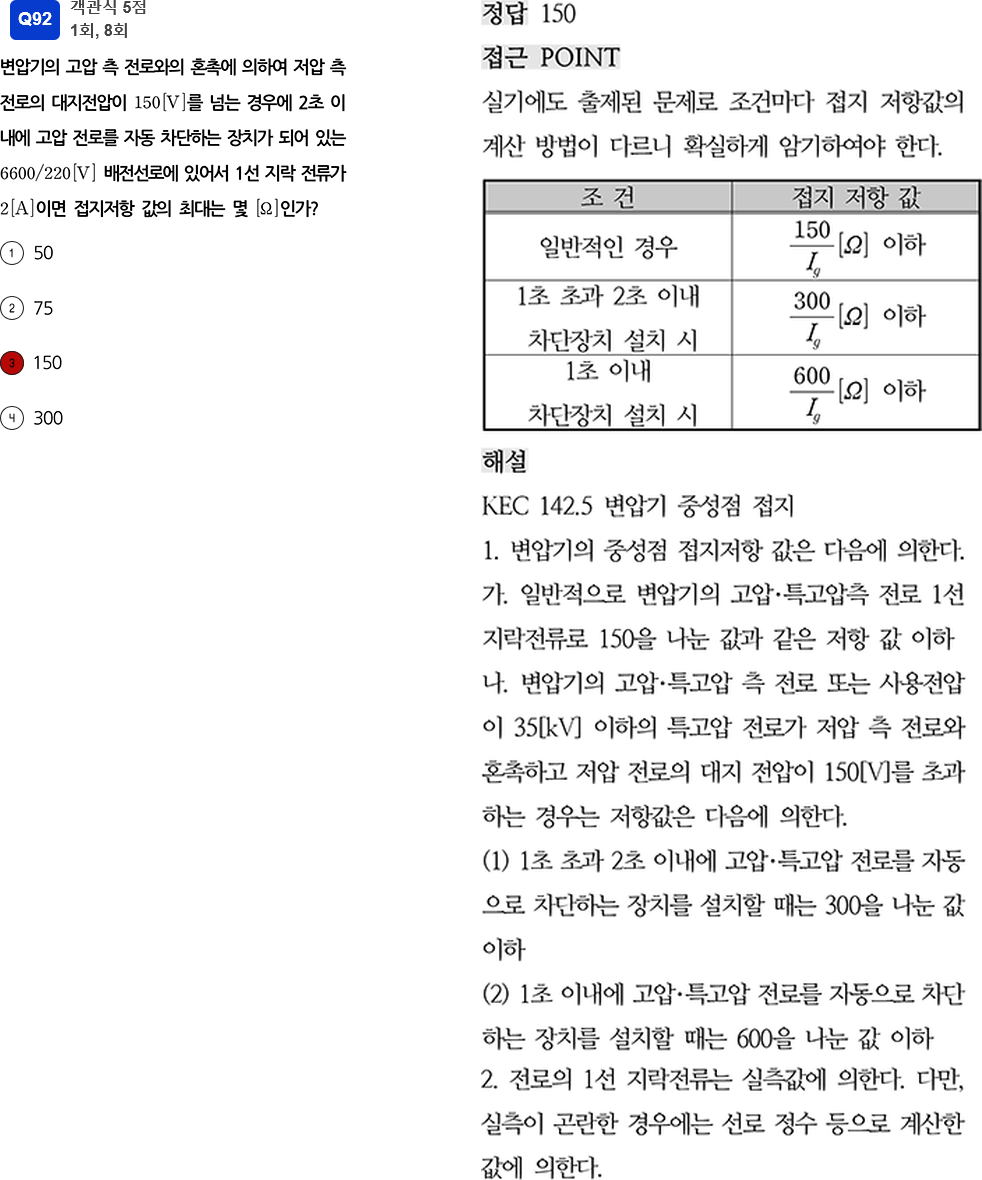 Q92
객관식 5점
1회, 8회
변압기의 고압 측 전로와의 혼촉에 의하여 저압 측
전로의 대지전압이 150[V]를 넘는 경우에 2초 이
내에 고압 전로를 자동 차단하는 장치가 되어 있는
6600/220[V] 배전선로에 있어서 1선 지락 전류가
2[A]이면 접지저항 값의 최대는 몇 [Ω]인가?
1 50
2 75
3 150
4 300
정답 150
접근 POINT
실기에도 출제된 문제로 조건마다 접지 저항값의
계산 방법이 다르니 확실하게 암기하여야 한다.
조 건 접지 저항 값
일반적인 경우 150/I_g [Ω] 이하
1초 초과 2초 이내
차단장치 설치 시 300/I_g [Ω] 이하
1초 이내
차단장치 설치 시 600/I_g [Ω] 이하
해설
KEC 142.5 변압기 중성점 접지
1. 변압기의 중성점 접지저항 값은 다음에 의한다.
가. 일반적으로 변압기의 고압·특고압측 전로 1선
지락전류로 150을 나눈 값과 같은 저항 값 이하
나. 변압기의 고압·특고압 측 전로 또는 사용전압
이 35[kV] 이하의 특고압 전로가 저압 측 전로와
혼촉하고 저압 전로의 대지 전압이 150[V]를 초과
하는 경우는 저항값은 다음에 의한다.
(1) 1초 초과 2초 이내에 고압·특고압 전로를 자동
으로 차단하는 장치를 설치할 때는 300을 나눈 값
이하
(2) 1초 이내에 고압·특고압 전로를 자동으로 차단
하는 장치를 설치할 때는 600을 나눈 값 이하
2. 전로의 1선 지락전류는 실측값에 의한다. 다만,
실측이 곤란한 경우에는 선로 정수 등으로 계산한
값에 의한다.